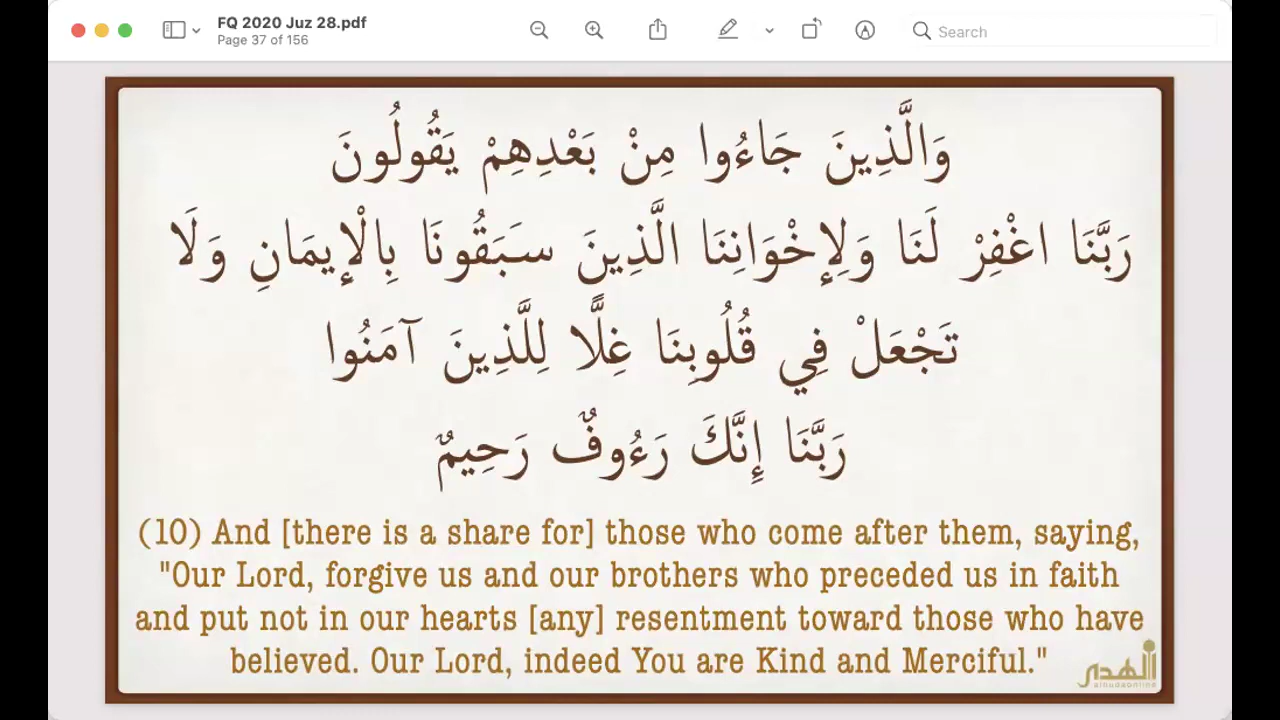 FQ 2020 Juz 28.pdf
Page 37 of 156
Search
وَالَّذِينَ جَاءُوا مِنْ بَعْدِهِمْ يَقُولُونَ
رَبَّنَا اغْفِرْ لَنَا وَلِإِخْوَانِنَا الَّذِينَ سَبَقُونَا بِالْإِيمَانِ وَلَا
تَجْعَلْ فِي قُلُوبِنَا غِلًّا لِلَّذِينَ آمَنُوا
رَبَّنَا إِنَّكَ رَءُوفٌ رَحِيمٌ
(10) And [there is a share for] those who come after them, saying,
"Our Lord, forgive us and our brothers who preceded us in faith
and put not in our hearts [any] resentment toward those who have
believed. Our Lord, indeed You are Kind and Merciful."
الهدى
alhudaonline